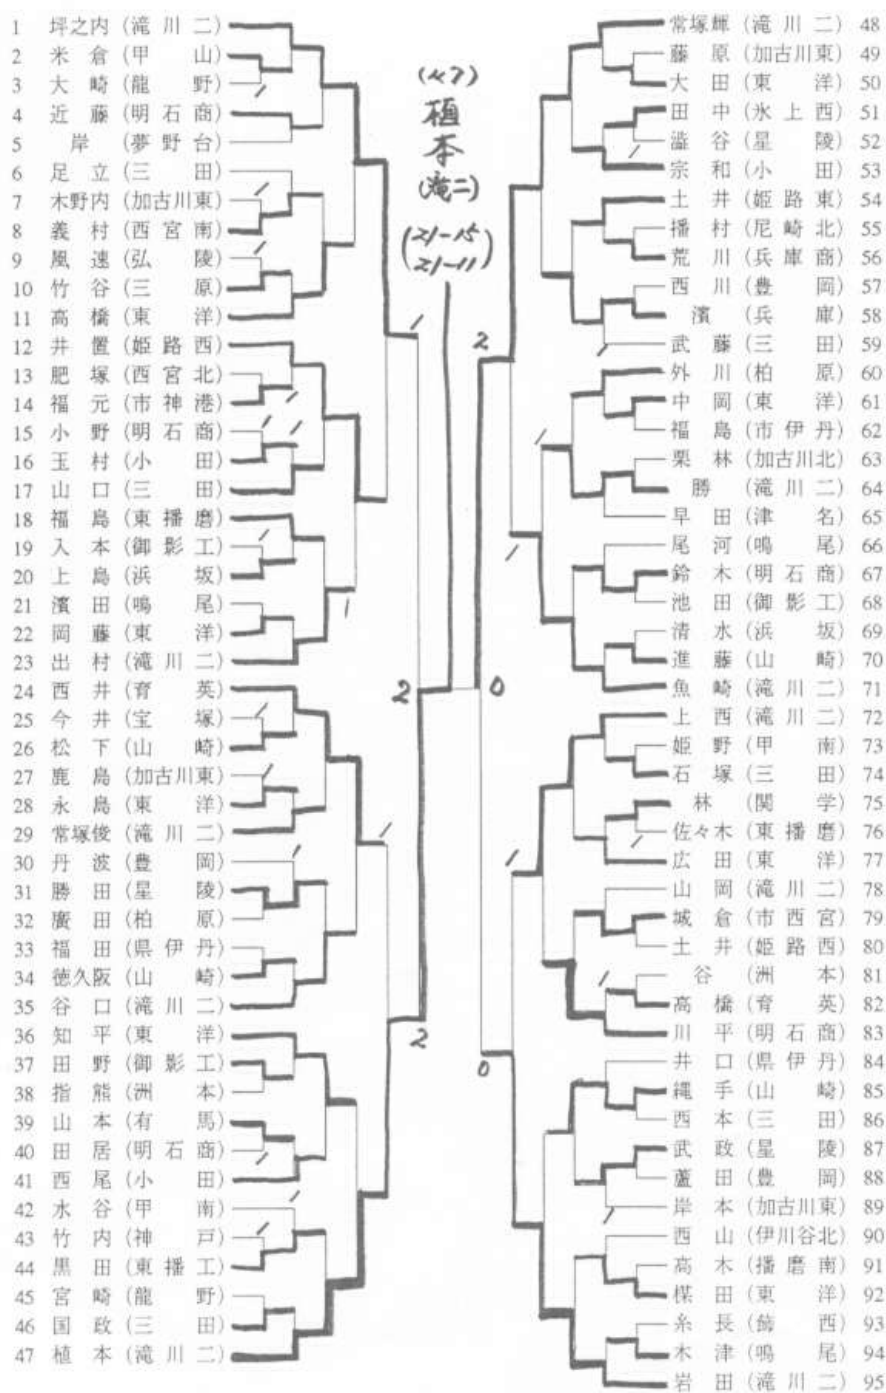 1 坪之内 (滝川二)
2 米倉 (甲山)
3 大崎 (龍野)
4 近藤 (明石商)
5 岸 (夢野台)
6 足立 (三田)
7 木野内 (加古川東)
8 義村 (西宮南)
9 風速 (弘陵)
10 竹谷 (三原)
11 高橋 (東洋)
12 井置 (姫路西)
13 肥塚 (西宮北)
14 福元 (市神港)
15 小野 (明石商)
16 玉村 (小田)
17 山口 (三田)
18 福島 (東播磨)
19 入本 (御影工)
20 上島 (浜坂)
21 濱田 (鳴尾)
22 岡藤 (東洋)
23 出村 (滝川二)
24 西井 (育英)
25 今井 (宝塚)
26 松下 (山崎)
27 鹿島 (加古川東)
28 永島 (東洋)
29 常塚俊 (滝川二)
30 丹波 (豊岡)
31 勝田 (星陵)
32 廣田 (柏原)
33 福田 (県伊丹)
34 徳久阪 (山崎)
35 谷口 (滝川二)
36 知平 (東洋)
37 田野 (御影工)
38 指熊 (洲本)
39 山本 (有馬)
40 田居 (明石商)
41 西尾 (小田)
42 水谷 (甲南)
43 竹内 (神戸)
44 黒田 (東播工)
45 宮崎 (龍野)
46 国政 (三田)
47 植本 (滝川二)
(47)
植本
(滝二)
(21-15
21-11)
1
1
2
1
2
2
0
1
1
1
0
常塚輝 (滝川二) 48
藤原 (加古川東) 49
大田 (東洋) 50
田中 (氷上西) 51
澁谷 (星陵) 52
宗和 (小田) 53
土井 (姫路東) 54
播村 (尼崎北) 55
荒川 (兵庫商) 56
西川 (豊岡) 57
濱 (兵庫) 58
武藤 (三田) 59
外川 (柏原) 60
中岡 (東洋) 61
福島 (市伊丹) 62
栗林 (加古川北) 63
勝 (滝川二) 64
早田 (津名) 65
尾河 (鳴尾) 66
鈴木 (明石商) 67
池田 (御影工) 68
清水 (浜坂) 69
進藤 (山崎) 70
魚崎 (滝川二) 71
上西 (滝川二) 72
姫野 (甲南) 73
石塚 (三田) 74
林 (関学) 75
佐々木 (東播磨) 76
広田 (東洋) 77
山岡 (滝川二) 78
城倉 (市西宮) 79
土井 (姫路西) 80
谷 (洲本) 81
高橋 (育英) 82
川平 (明石商) 83
井口 (県伊丹) 84
縄手 (山崎) 85
西本 (三田) 86
武政 (星陵) 87
蘆田 (豊岡) 88
岸本 (加古川東) 89
西山 (伊川谷北) 90
高木 (播磨南) 91
楳田 (東洋) 92
糸長 (飾西) 93
木津 (鳴尾) 94
岩田 (滝川二) 95